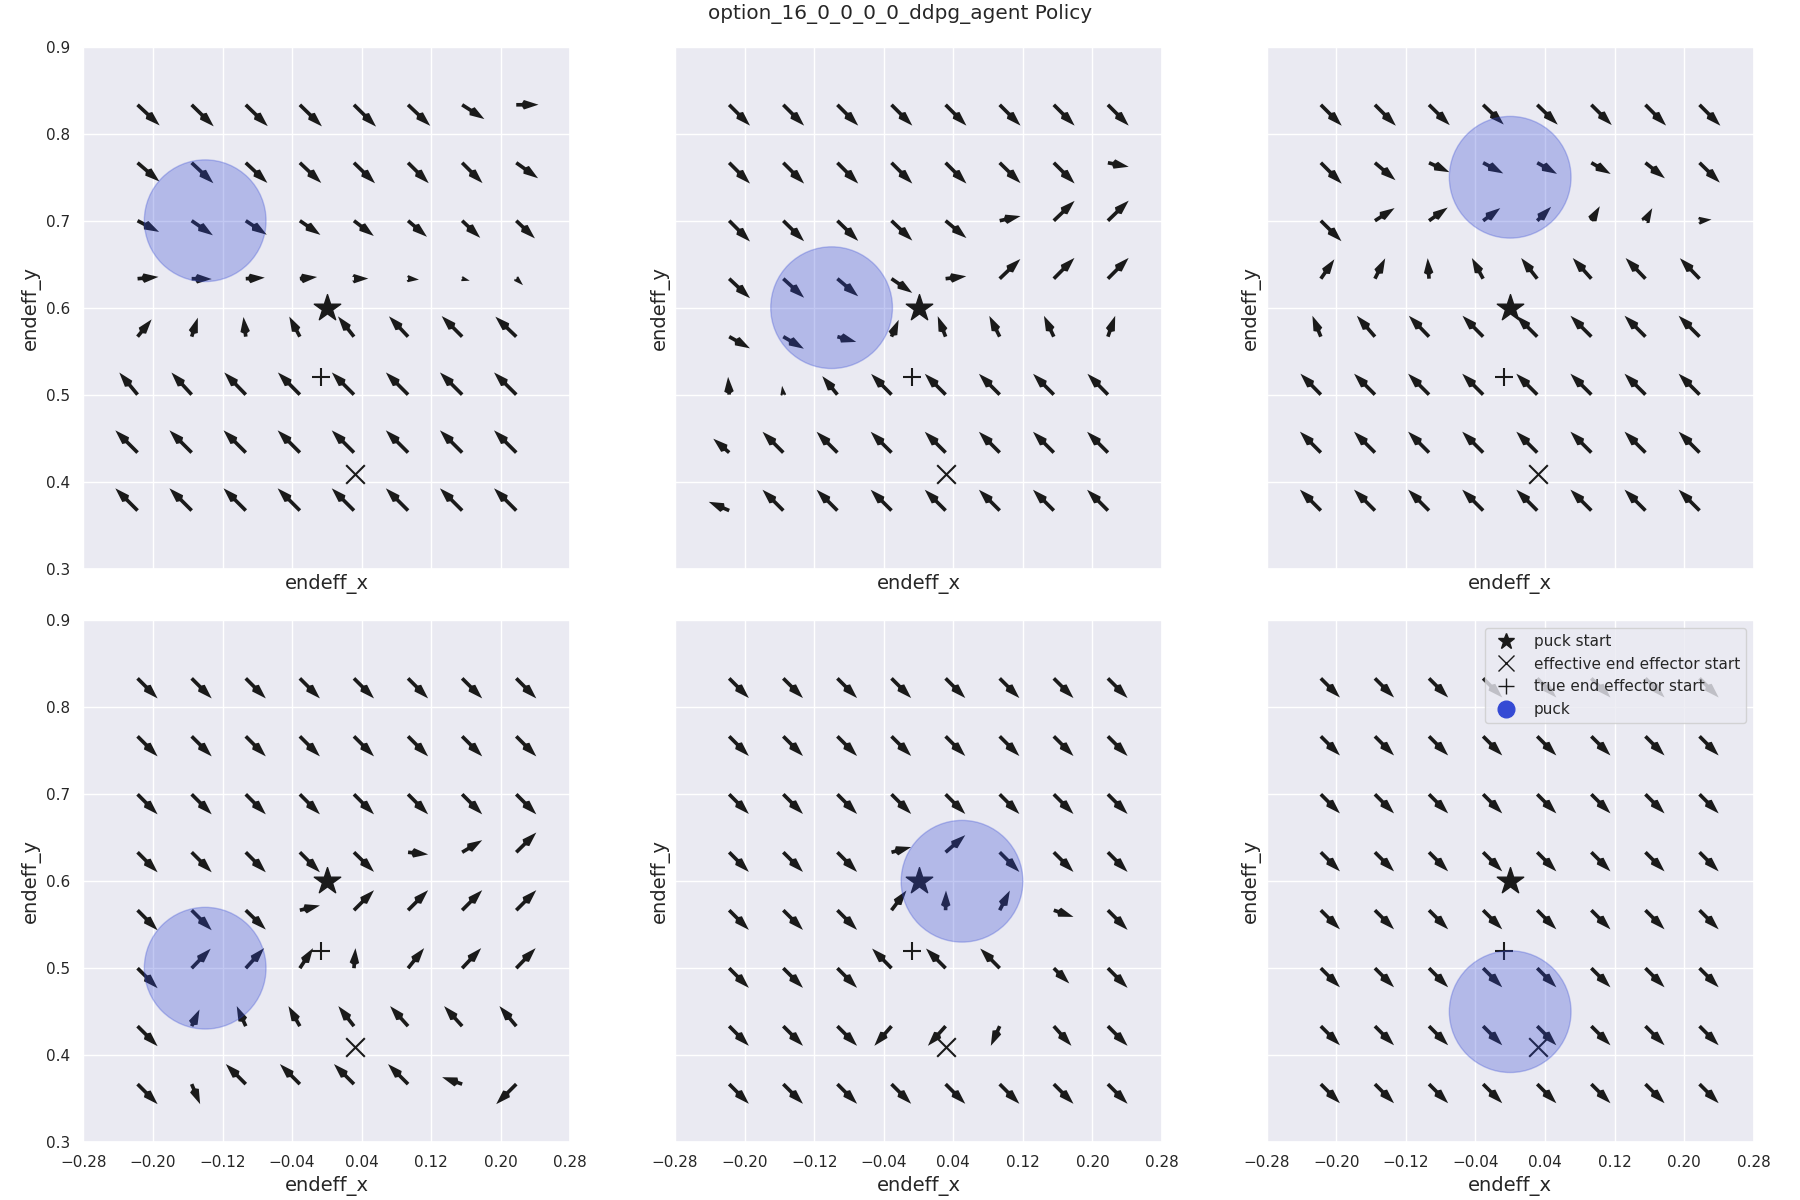 option_16_0_0_0_0_ddpg_agent Policy
0.9
0.8
0.7
0.6
0.5
0.4
0.3
endeff_y
endeff_x
endeff_y
endeff_x
endeff_y
endeff_x
0.9
0.8
0.7
0.6
0.5
0.4
0.3
endeff_y
−0.28 −0.20 −0.12 −0.04 0.04 0.12 0.20 0.28
endeff_x
endeff_y
−0.28 −0.20 −0.12 −0.04 0.04 0.12 0.20 0.28
endeff_x
puck start
effective end effector start
true end effector start
puck
endeff_y
−0.28 −0.20 −0.12 −0.04 0.04 0.12 0.20 0.28
endeff_x